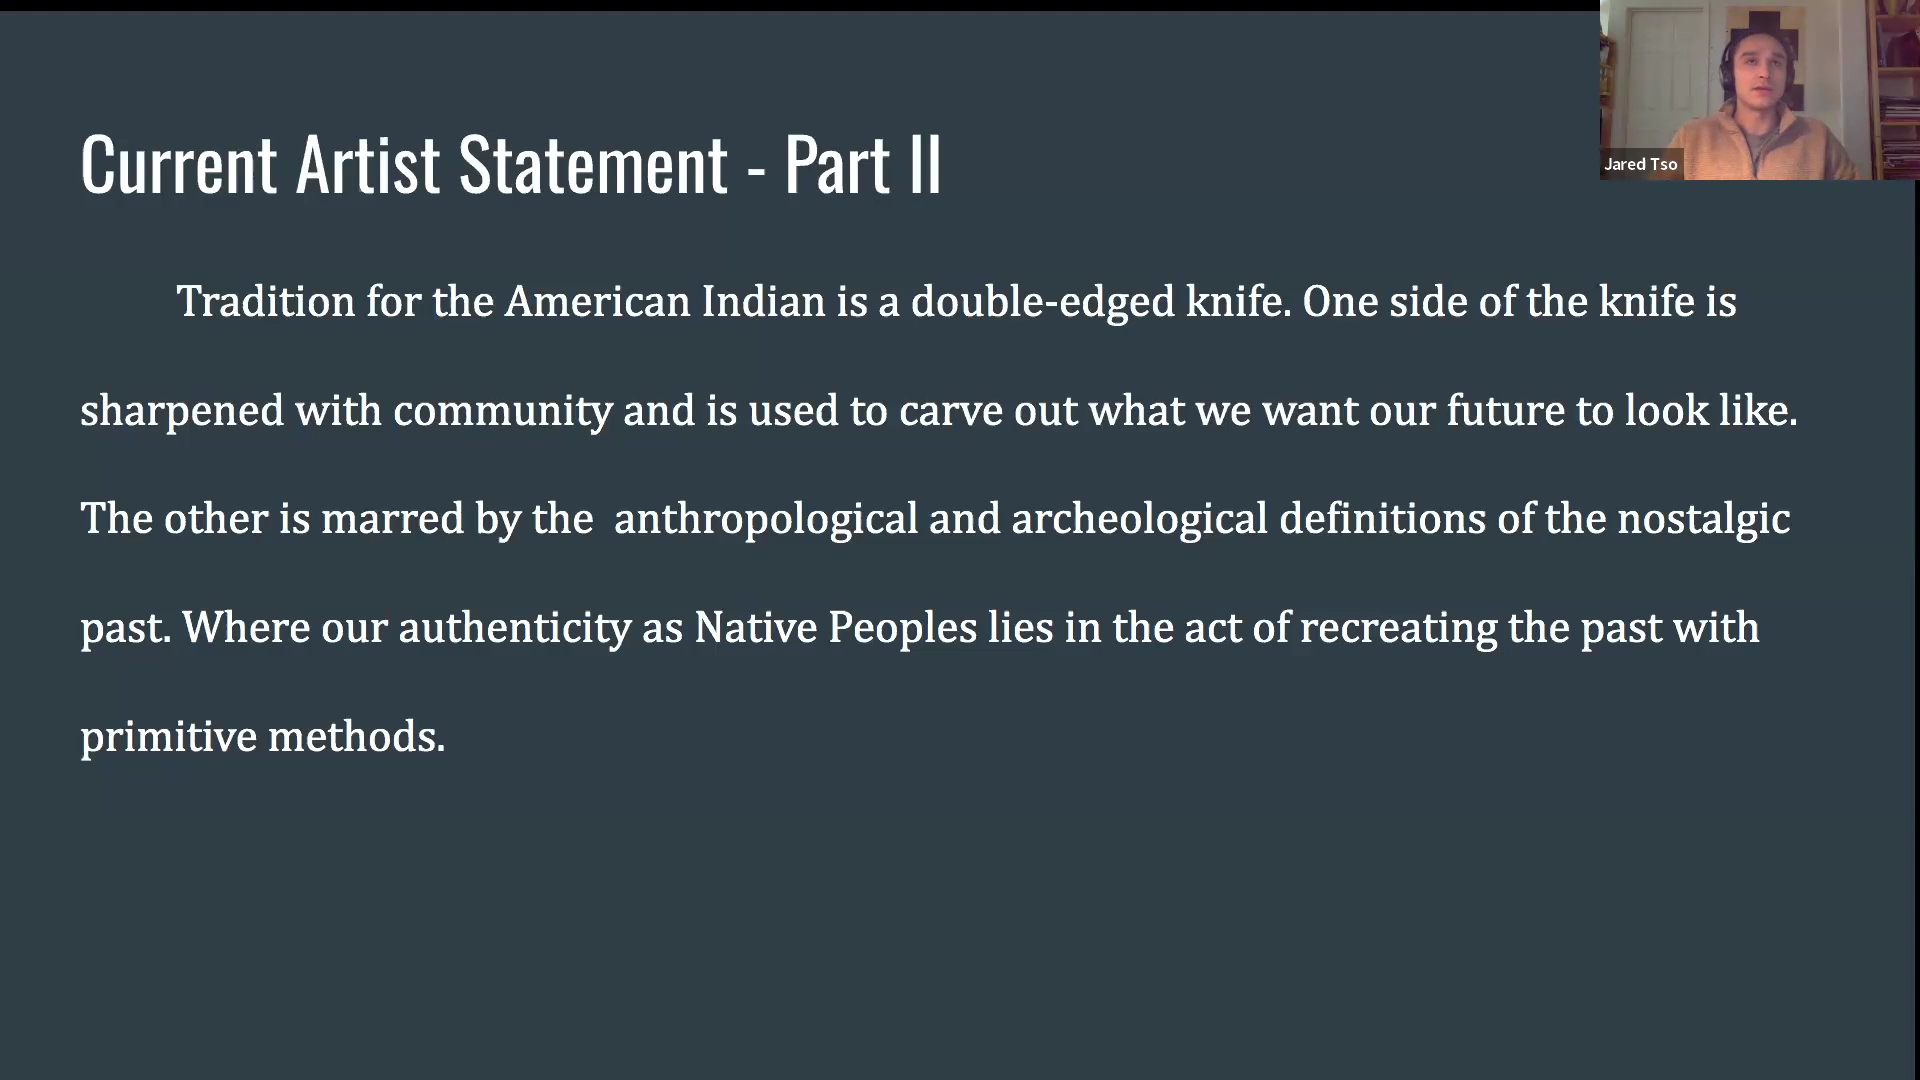 Current Artist Statement - Part II
Jared Tso
Tradition for the American Indian is a double-edged knife. One side of the knife is
sharpened with community and is used to carve out what we want our future to look like.
The other is marred by the  anthropological and archeological definitions of the nostalgic
past. Where our authenticity as Native Peoples lies in the act of recreating the past with
primitive methods.